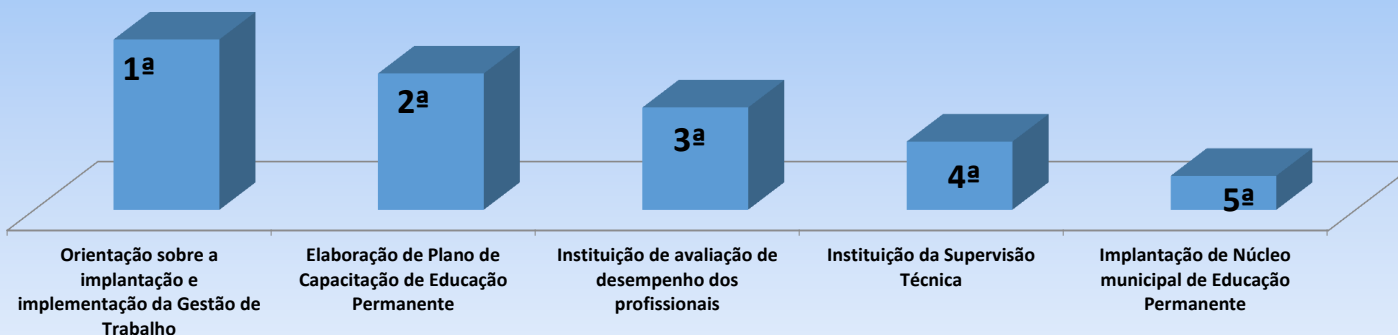 1ª
2ª
3ª
4ª
5ª
Orientação sobre a
implantação e
implementação da Gestão de
Trabalho
Elaboração de Plano de
Capacitação de Educação
Permanente
Instituição de avaliação de
desempenho dos
profissionais
Instituição da Supervisão
Técnica
Implantação de Núcleo
municipal de Educação
Permanente